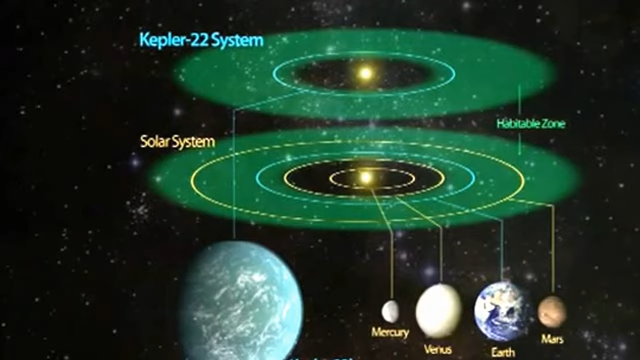 Kepler-22 System
Habitable Zone
Solar System
Mercury
Venus
Earth
Mars